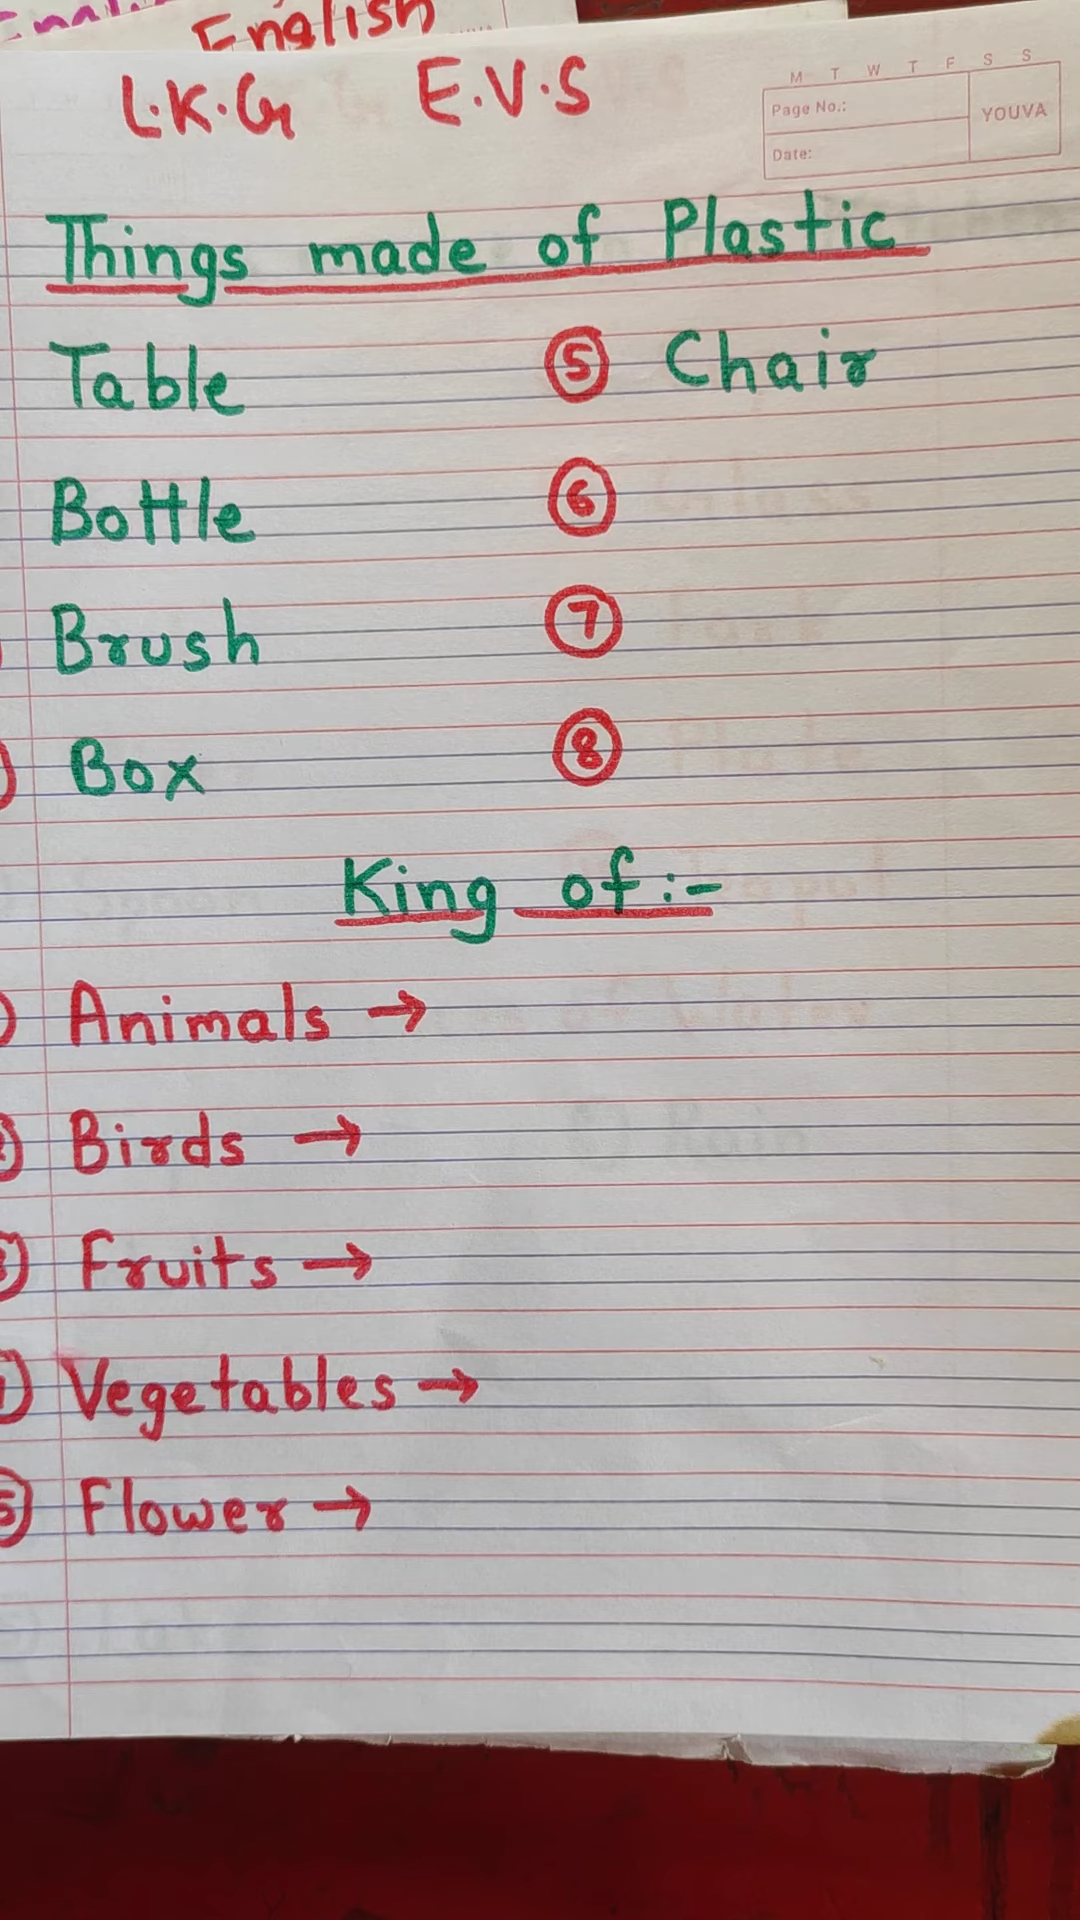 English
L.K.G E.V.S
M T W T F S S
Page No.:
YOUVA
Date:
Things made of Plastic
Table ⑤ Chair
Bottle ⑥
Brush ⑦
Box ⑧
King of :-
Animals →
Birds →
Fruits →
Vegetables →
⑤ Flower →